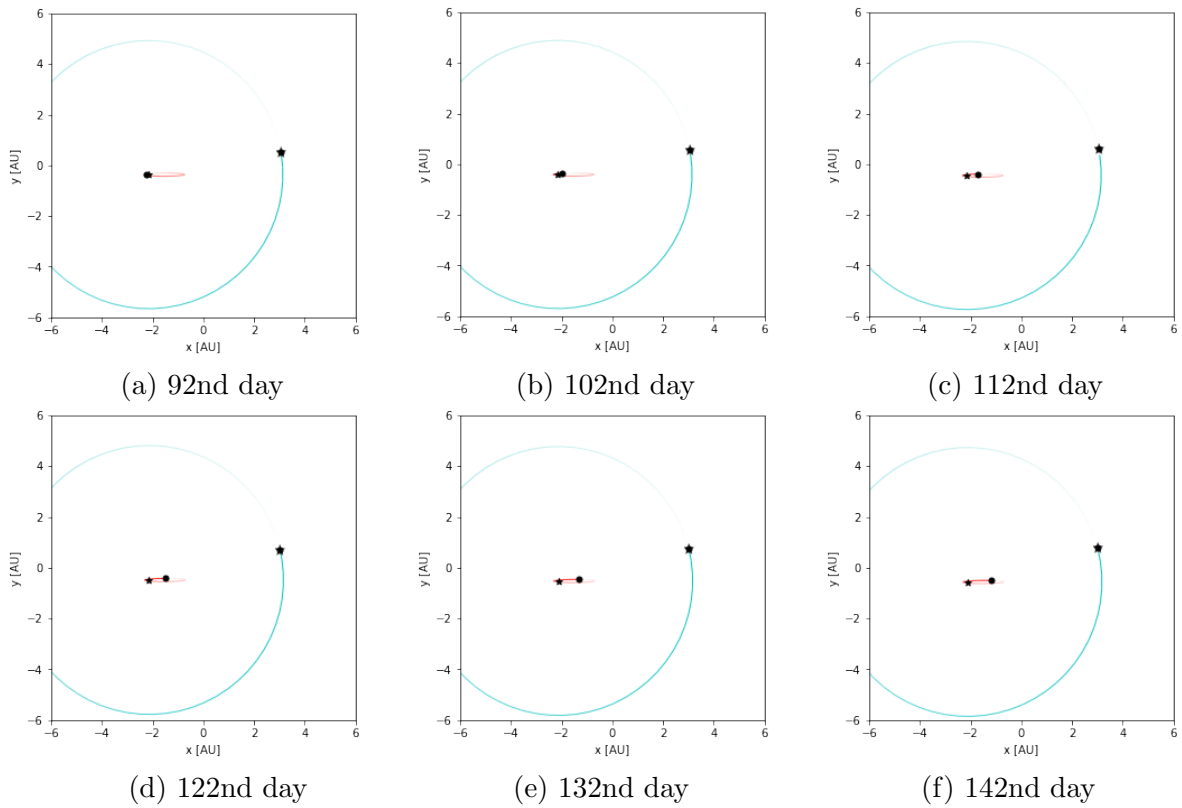 6
4
2
0
−2
−4
−6
y [AU]
−6 −4 −2 0 2 4 6
x [AU]
(a) 92nd day
6
4
2
0
−2
−4
−6
y [AU]
−6 −4 −2 0 2 4 6
x [AU]
(b) 102nd day
6
4
2
0
−2
−4
−6
y [AU]
−6 −4 −2 0 2 4 6
x [AU]
(c) 112nd day
6
4
2
0
−2
−4
−6
y [AU]
−6 −4 −2 0 2 4 6
x [AU]
(d) 122nd day
6
4
2
0
−2
−4
−6
y [AU]
−6 −4 −2 0 2 4 6
x [AU]
(e) 132nd day
6
4
2
0
−2
−4
−6
y [AU]
−6 −4 −2 0 2 4 6
x [AU]
(f) 142nd day